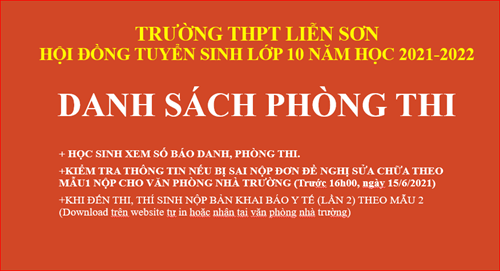 TRƯỜNG THPT LIỄN SƠN
HỘI ĐỒNG TUYỂN SINH LỚP 10 NĂM HỌC 2021-2022
DANH SÁCH PHÒNG THI
+ HỌC SINH XEM SỐ BÁO DANH, PHÒNG THI.
+KIỂM TRA THÔNG TIN NẾU BỊ SAI NỘP ĐƠN ĐỀ NGHỊ SỬA CHỮA THEO
MẪU1 NỘP CHO VĂN PHÒNG NHÀ TRƯỜNG (Trước 16h00, ngày 15/6/2021)
+KHI ĐẾN THI, THÍ SINH NỘP BẢN KHAI BÁO Y TẾ (LẦN 2) THEO MẪU 2
(Download trên website tự in hoặc nhận tại văn phòng nhà trường)